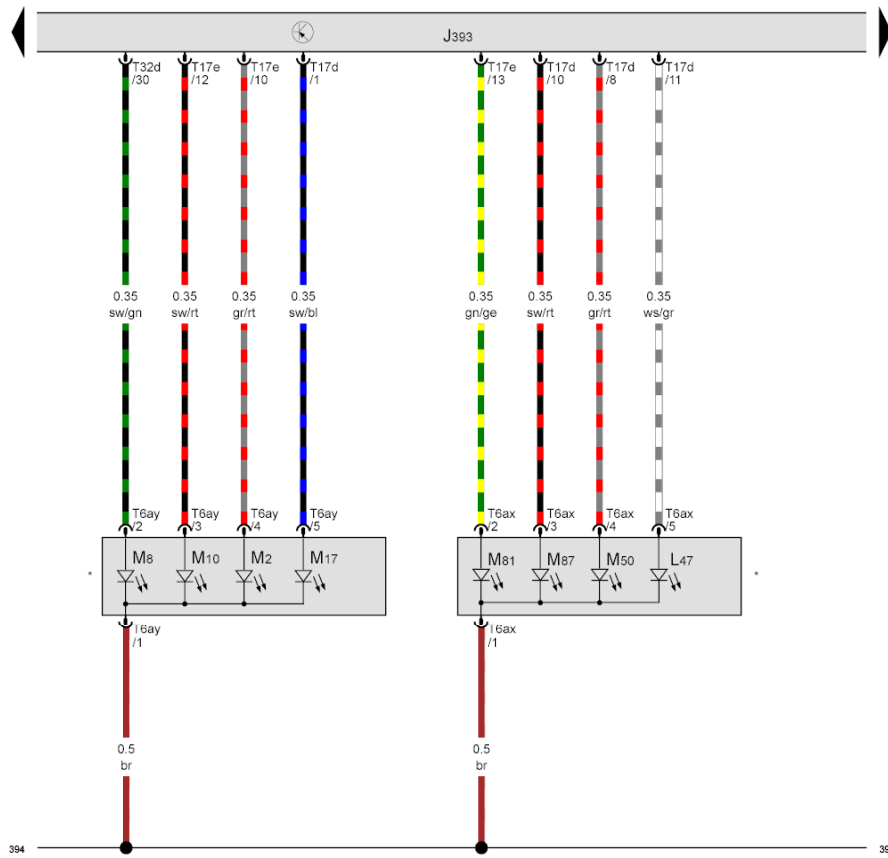 J393
T32d T17e T17e T17d T17e T17d T17d T17d
/30 /12 /10 /1 /13 /10 /8 /11
0.35 0.35 0.35 0.35 0.35 0.35 0.35 0.35
sw/gn sw/rt gr/rt sw/bl gn/ge sw/rt gr/rt ws/gr
T6ay T6ay T6ay T6ay T6ax T6ax T6ax T6ax
/2 /3 /4 /5 /2 /3 /4 /5
M8 M10 M2 M17 M81 M87 M50 L47
* *
T6ay T6ax
/1 /1
0.5 0.5
br br
394